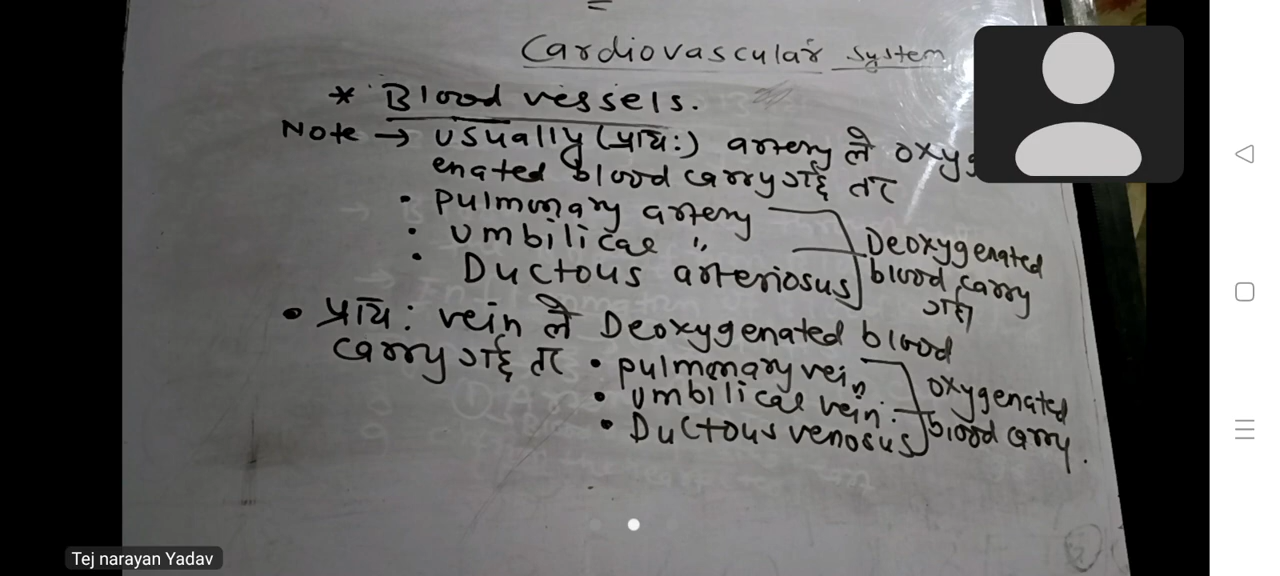 Cardiovascular system
* Blood vessels.
Note → usually (प्रायः) artery ले oxyg
enated blood carry गर्छ तर
• Pulmonary artery
• Umbilical "
• Ductous arteriosus
Deoxygenated
blood carry
गर्छ।
• प्रायः vein ले Deoxygenated blood
carry गर्छ तर • pulmonary vein
• umbilical vein.
• Ductous venosus
oxygenated
blood carry.
Tej narayan Yadav